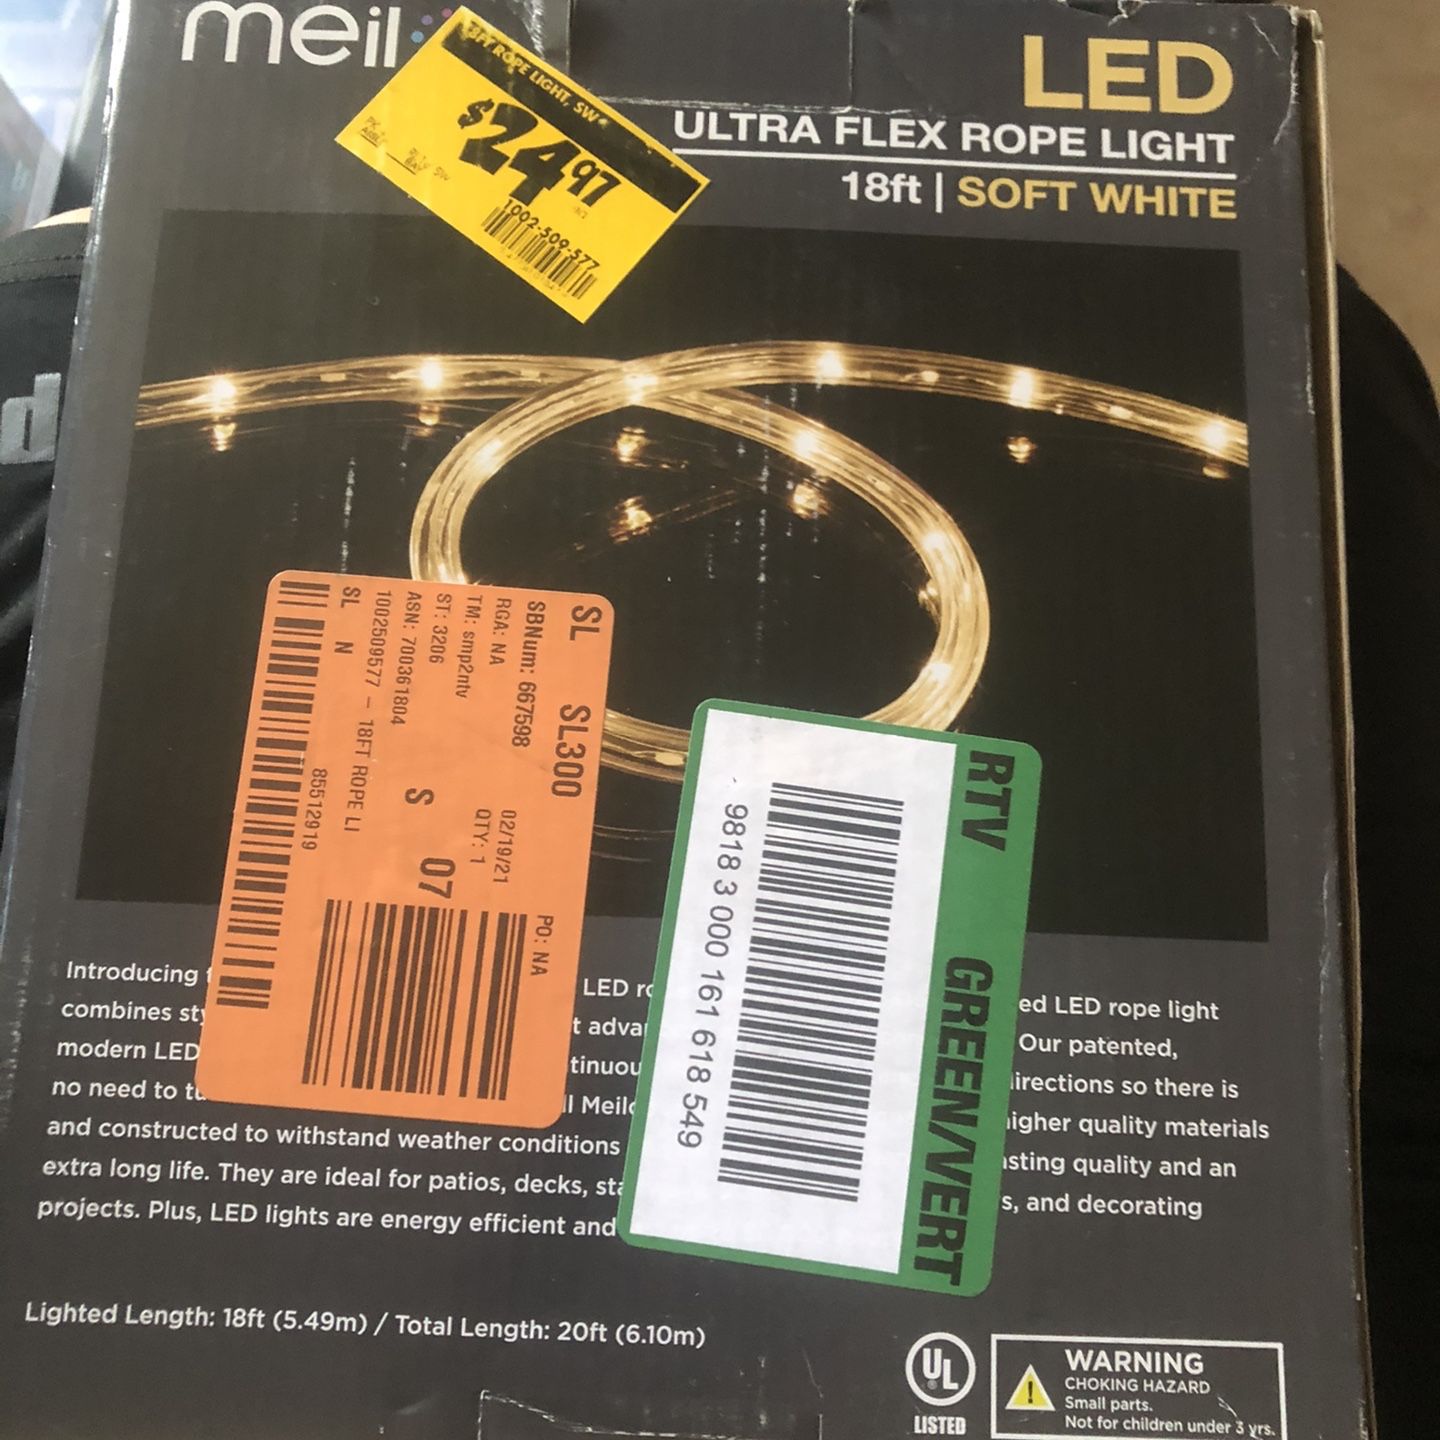 meil
LED
ULTRA FLEX ROPE LIGHT
18ft | SOFT WHITE
18FT ROPE LIGHT, SW
$24 97
1002-509-577
d
SL SL300
SBNum: 667598 PO: NA
RGA: NA 02/19/21
TM: smp2ntv QTY: 1
ST: 3206
ASN: 700361804 S 07
1002509577 - 18FT ROPE LI
SL N
85512919
RTV GREEN/VERT
9818 3 000 161 618 549
Introducing LED ed LED rope light
combines Our patented,
modern LED irections so there is
no need to igher quality materials
and constructed to withstand weather conditions sting quality and an
extra long life. They are ideal for patios, decks, s, and decorating
projects. Plus, LED lights are energy efficient and
Lighted Length: 18ft (5.49m) / Total Length: 20ft (6.10m)
UL
LISTED
WARNING
CHOKING HAZARD
Small parts.
Not for children under 3 yrs.